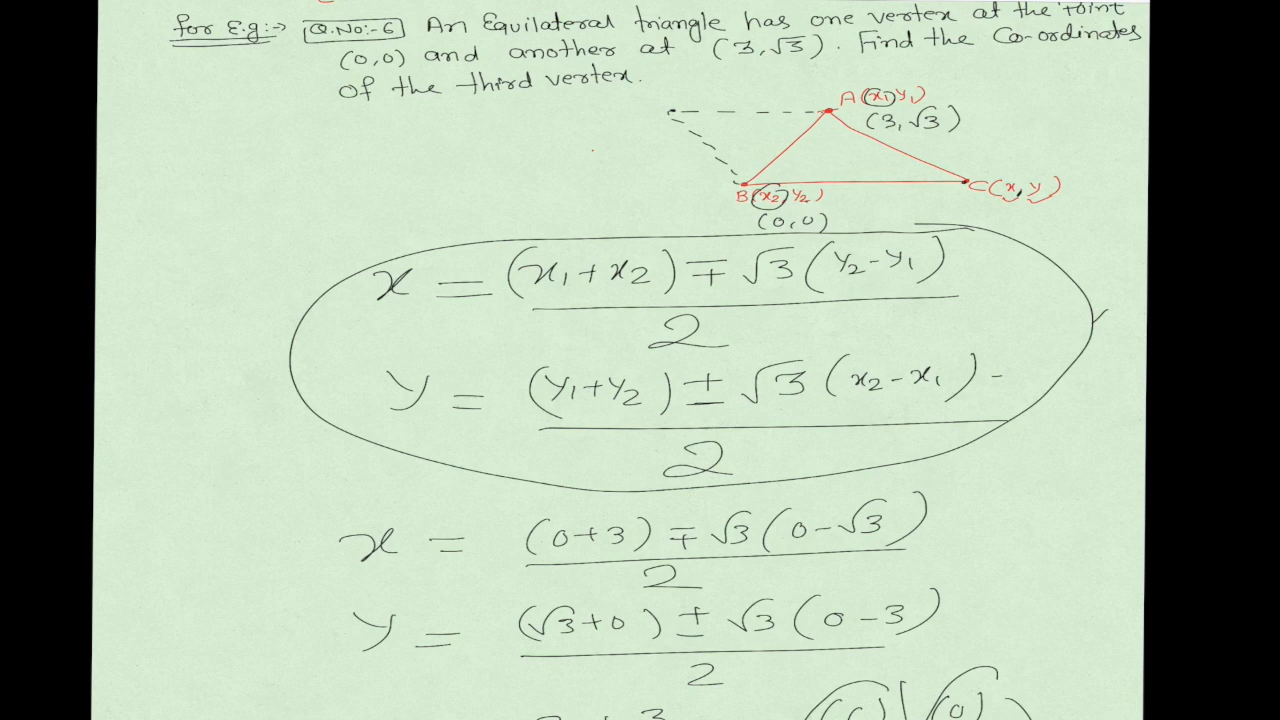 For E.g:→ Q.No:-6 An Equilateral triangle has one vertex at the Point
(0,0) and another at (3,√3). Find the Co-ordinates
of the third vertex.
A(x₁,y₁)
(3,√3)
B(x₂,y₂)
(0,0)
C(x,y)
x = (x₁+x₂) ∓ √3(y₂-y₁)
2
y = (y₁+y₂) ± √3(x₂-x₁)
2
x = (0+3) ∓ √3(0-√3)
2
y = (√3+0) ± √3(0-3)
2